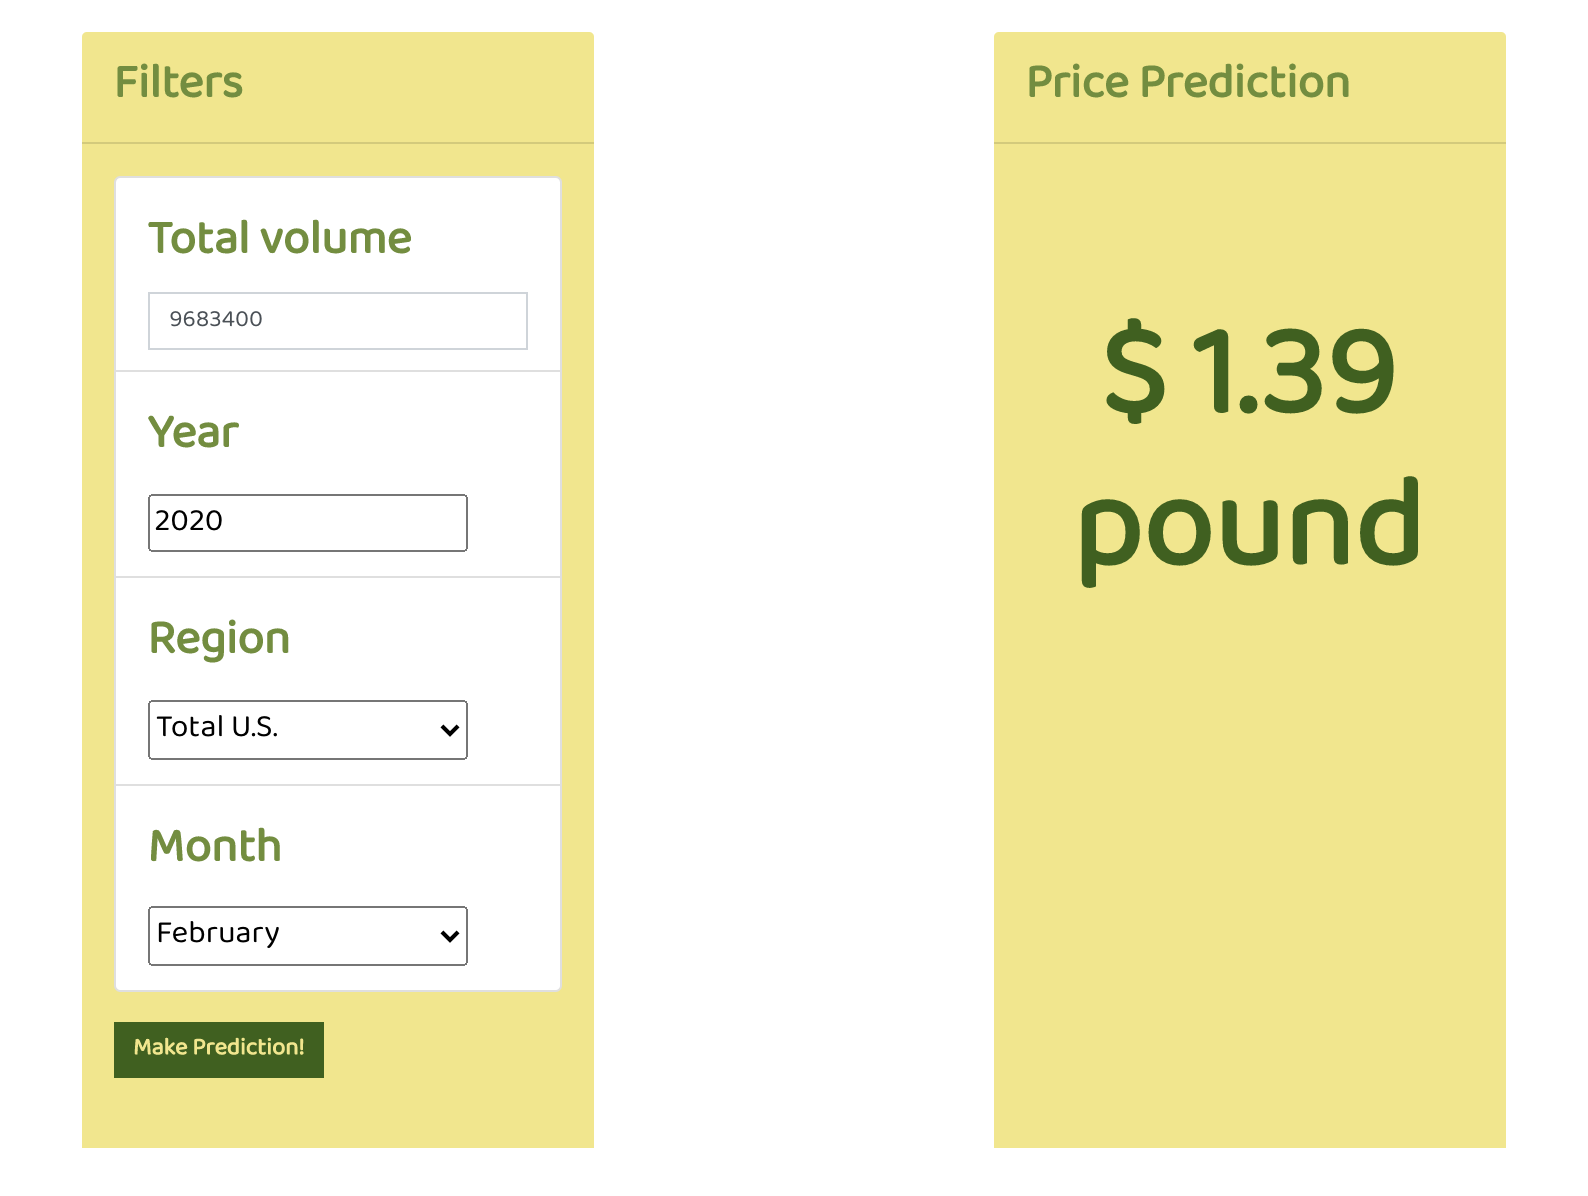 Filters
Total volume
9683400
Year
2020
Region
Total U.S.
Month
February
Make Prediction!
Price Prediction
$ 1.39
pound